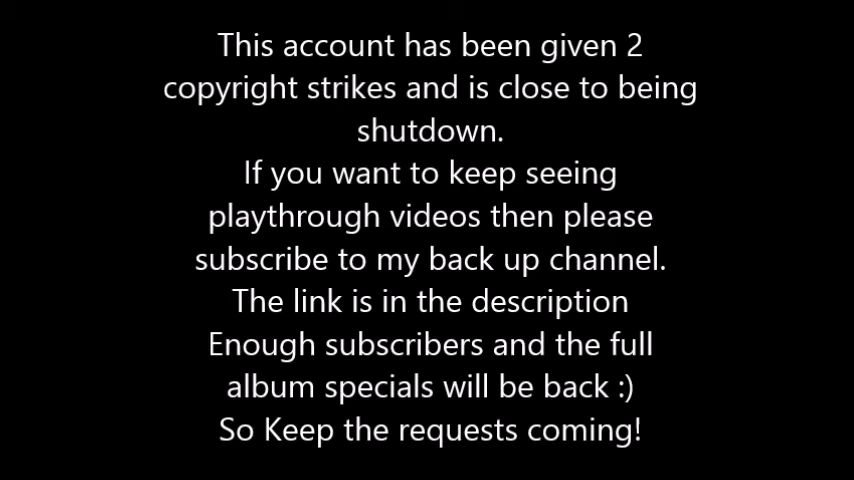 This account has been given 2
copyright strikes and is close to being
shutdown.
If you want to keep seeing
playthrough videos then please
subscribe to my back up channel.
The link is in the description
Enough subscribers and the full
album specials will be back :)
So Keep the requests coming!